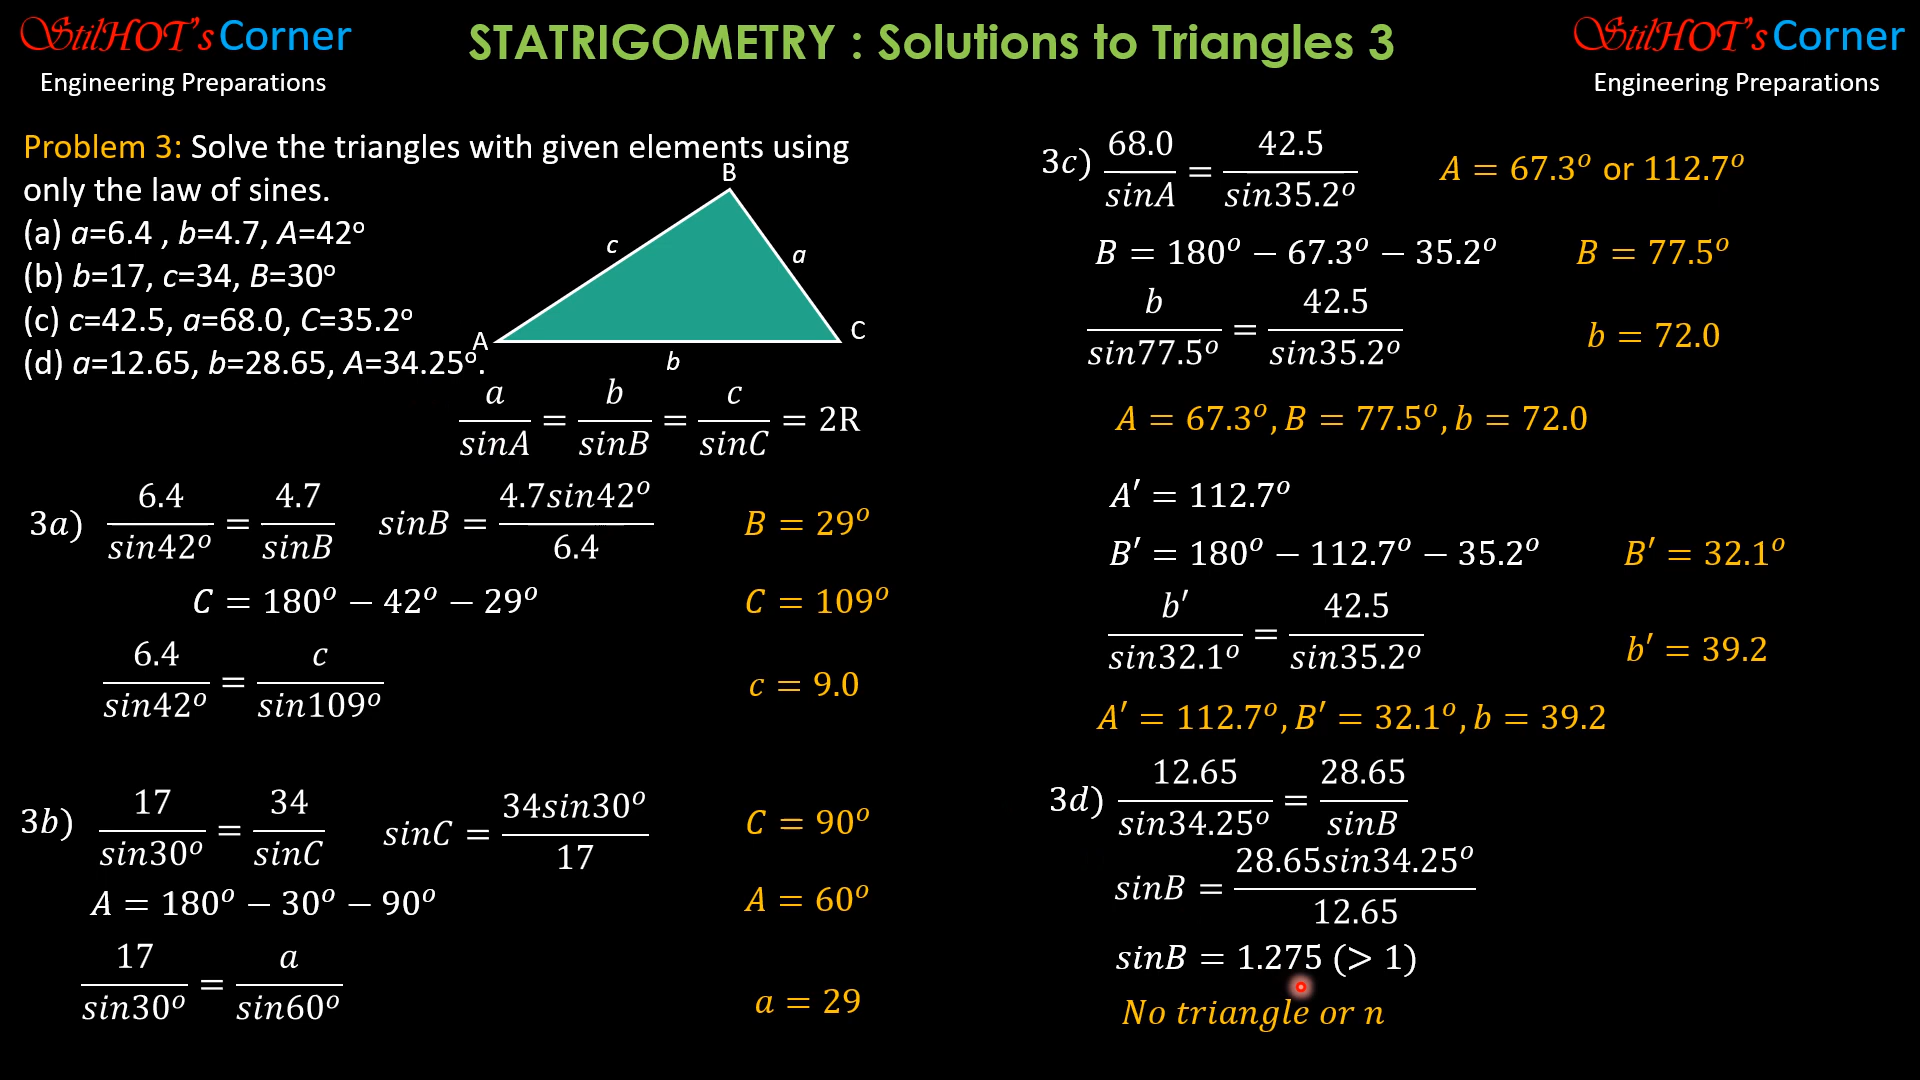 StilHOT's Corner
Engineering Preparations
STATRIGOMETRY : Solutions to Triangles 3
StilHOT's Corner
Engineering Preparations
Problem 3: Solve the triangles with given elements using
only the law of sines.
(a) a=6.4 , b=4.7, A=42°
(b) b=17, c=34, B=30°
(c) c=42.5, a=68.0, C=35.2°
(d) a=12.65, b=28.65, A=34.25°.
B
c
a
A
C
b
a/sinA = b/sinB = c/sinC = 2R
3a) 6.4/sin42° = 4.7/sinB sinB = 4.7sin42°/6.4 B = 29°
C = 180° − 42° − 29° C = 109°
6.4/sin42° = c/sin109° c = 9.0
3b) 17/sin30° = 34/sinC sinC = 34sin30°/17 C = 90°
A = 180° − 30° − 90° A = 60°
17/sin30° = a/sin60° a = 29
3c) 68.0/sinA = 42.5/sin35.2° A = 67.3° or 112.7°
B = 180° − 67.3° − 35.2° B = 77.5°
b/sin77.5° = 42.5/sin35.2° b = 72.0
A = 67.3°, B = 77.5°, b = 72.0
A′ = 112.7°
B′ = 180° − 112.7° − 35.2° B′ = 32.1°
b′/sin32.1° = 42.5/sin35.2° b′ = 39.2
A′ = 112.7°, B′ = 32.1°, b = 39.2
3d) 12.65/sin34.25° = 28.65/sinB
sinB = 28.65sin34.25°/12.65
sinB = 1.275 (> 1)
No triangle or n